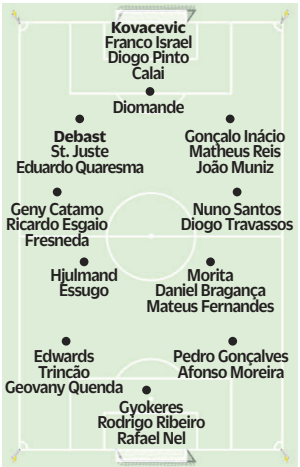 Kovacevic
Franco Israel
Diogo Pinto
Calai
Diomande
Debast
St. Juste
Eduardo Quaresma
Gonçalo Inácio
Matheus Reis
João Muniz
Geny Catamo
Ricardo Esgaio
Fresneda
Nuno Santos
Diogo Travassos
Hjulmand
Essugo
Morita
Daniel Bragança
Mateus Fernandes
Edwards
Trincão
Geovany Quenda
Pedro Gonçalves
Afonso Moreira
Gyokeres
Rodrigo Ribeiro
Rafael Nel